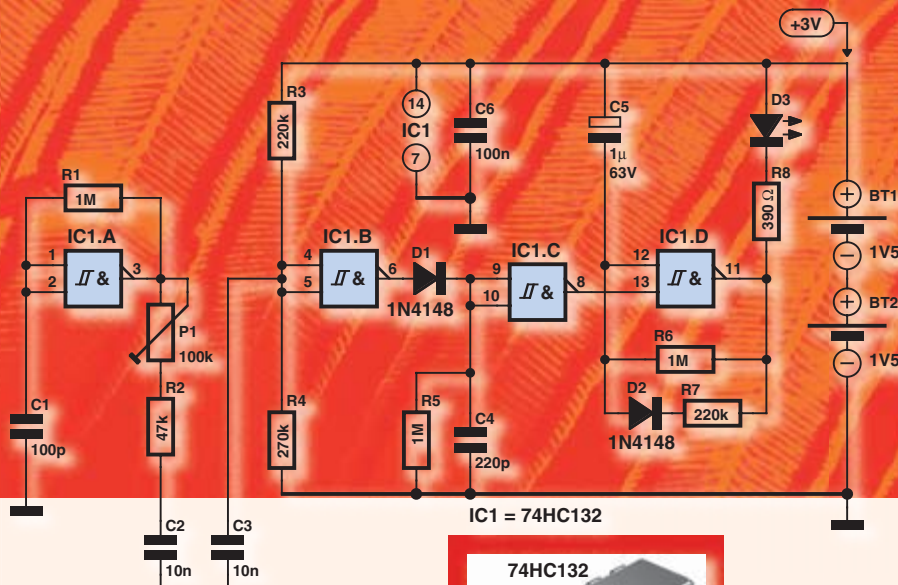 +3V
R3
220k
14
IC1
7
C6
100n
C5
1µ
63V
D3
R8
390 Ω
BT1
1V5
BT2
1V5
R1
1M
IC1.A
1
2
&
3
P1
100k
R2
47k
C1
100p
C2
10n
C3
10n
IC1.B
4
5
&
6
D1
1N4148
R4
270k
R5
1M
C4
220p
IC1.C
9
10
&
8
IC1.D
12
13
&
11
R6
1M
D2
1N4148
R7
220k
IC1 = 74HC132
74HC132